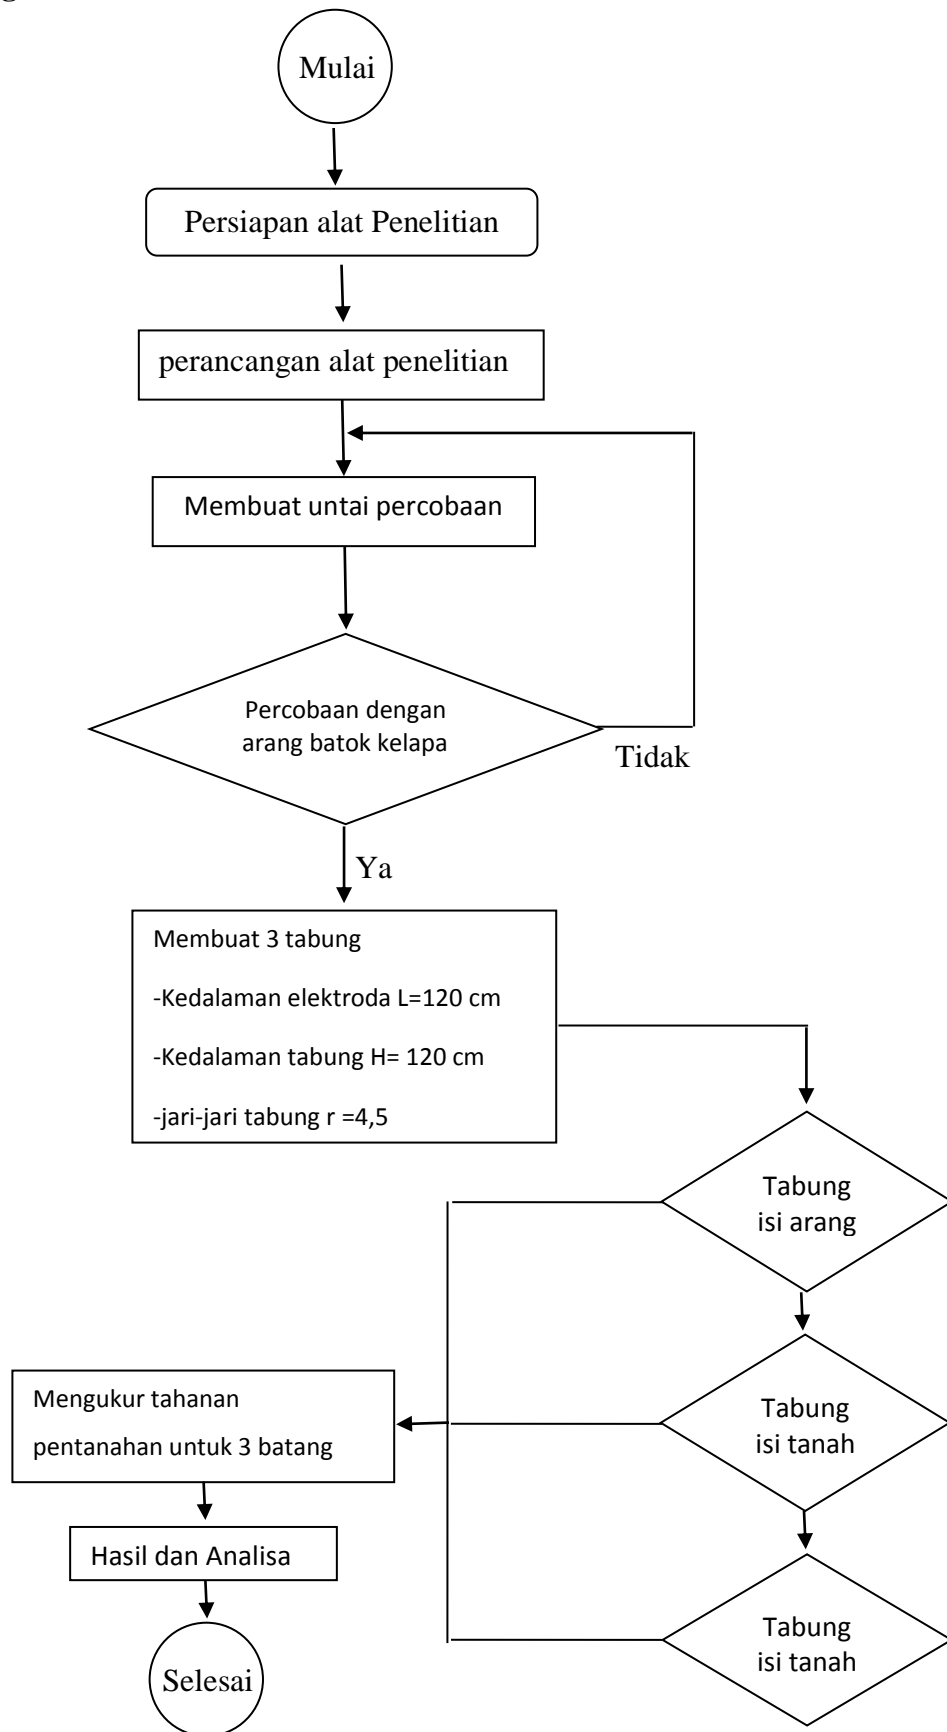 Mulai
Persiapan alat Penelitian
perancangan alat penelitian
Membuat untai percobaan
Percobaan dengan
arang batok kelapa
Tidak
Ya
Membuat 3 tabung
-Kedalaman elektroda L=120 cm
-Kedalaman tabung H= 120 cm
-jari-jari tabung r =4,5
Tabung
isi arang
Tabung
isi tanah
Tabung
isi tanah
Mengukur tahanan
pentanahan untuk 3 batang
Hasil dan Analisa
Selesai